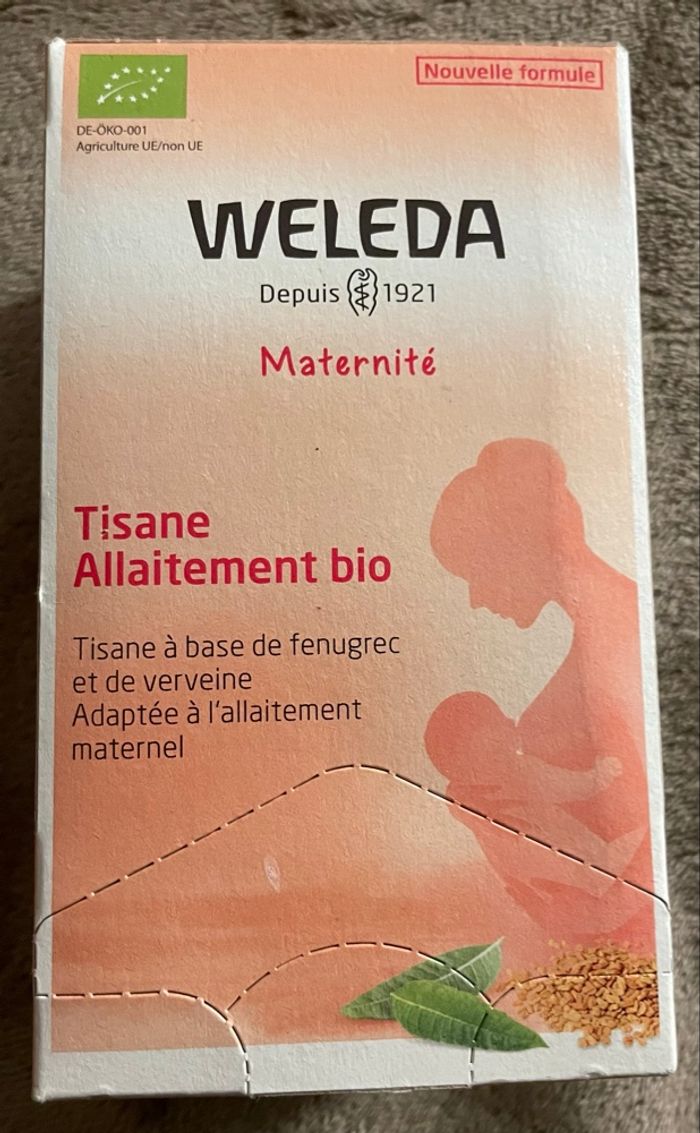 Nouvelle formule
DE-ÖKO-001
Agriculture UE/non UE
WELEDA
Depuis 1921
Maternité
Tisane
Allaitement bio
Tisane à base de fenugrec
et de verveine
Adaptée à l'allaitement
maternel